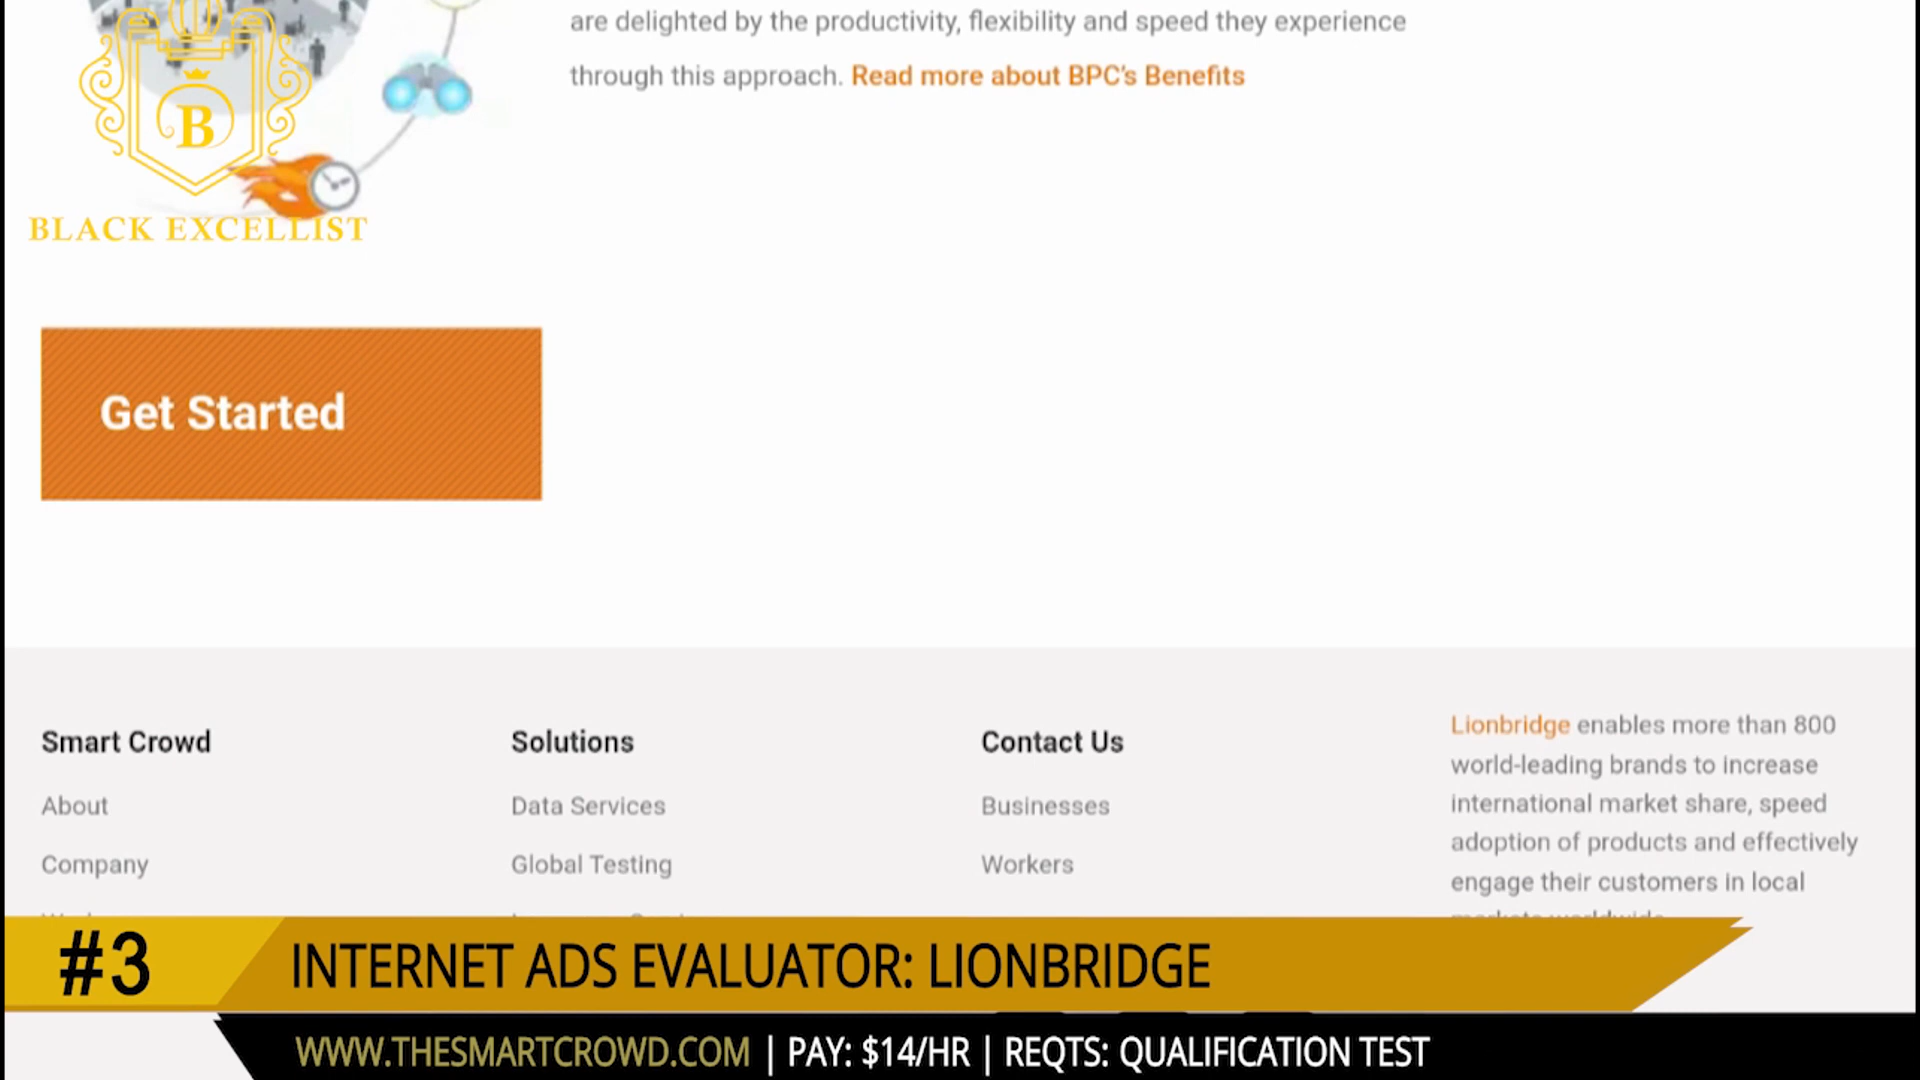 are delighted by the productivity, flexibility and speed they experience
through this approach. Read more about BPC's Benefits
B
BLACK EXCELLIST
Get Started
Smart Crowd
About
Company
Solutions
Data Services
Global Testing
Contact Us
Businesses
Workers
Lionbridge enables more than 800
world-leading brands to increase
international market share, speed
adoption of products and effectively
engage their customers in local
#3
INTERNET ADS EVALUATOR: LIONBRIDGE
WWW.THESMARTCROWD.COM | PAY: $14/HR | REQTS: QUALIFICATION TEST